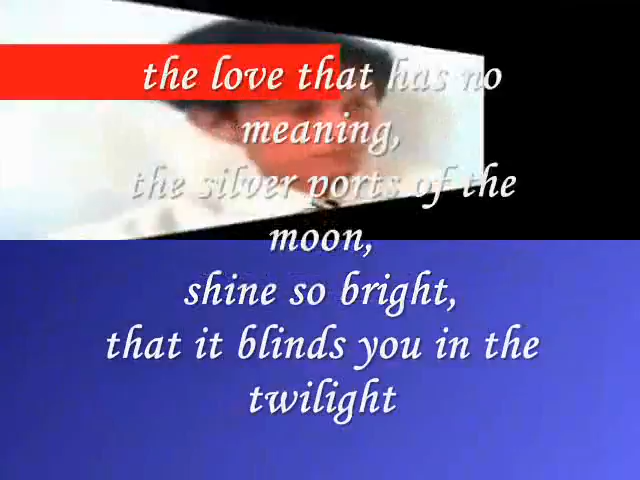 the love that has no
meaning,
the silver ports of the
moon,
shine so bright,
that it blinds you in the
twilight